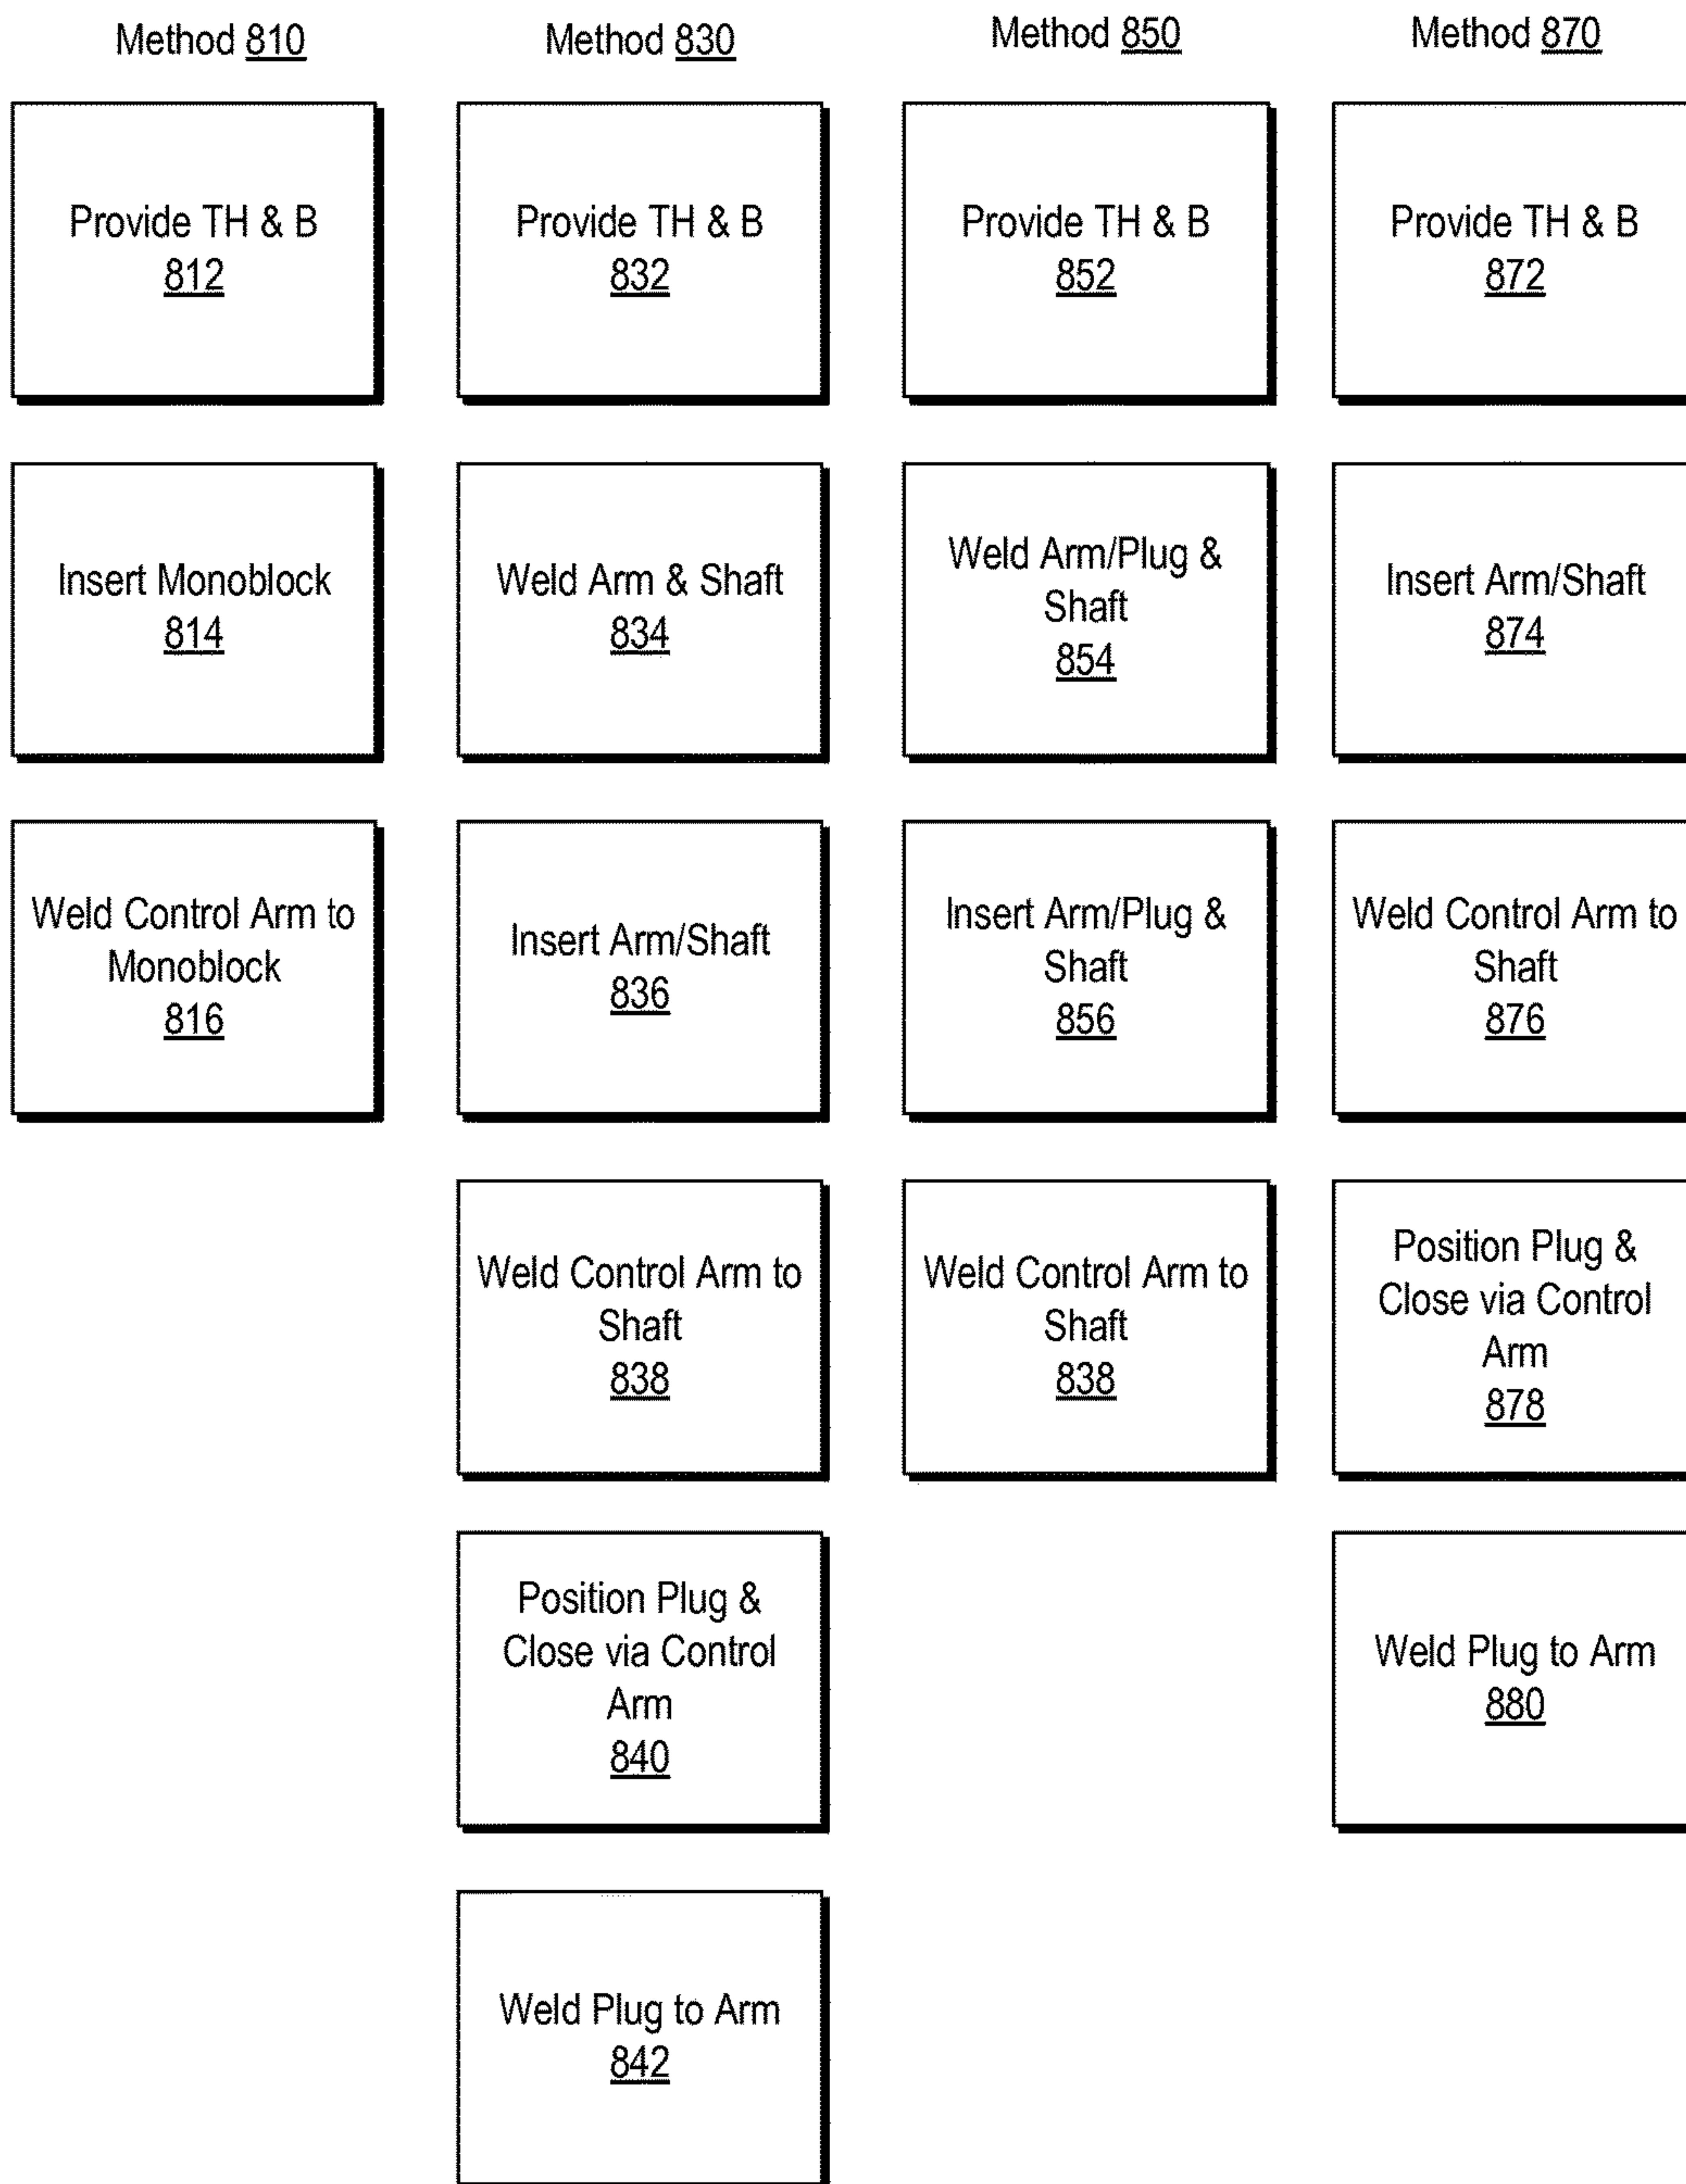 Method 810
Provide TH & B
812
Insert Monoblock
814
Weld Control Arm to
Monoblock
816
Method 830
Provide TH & B
832
Weld Arm & Shaft
834
Insert Arm/Shaft
836
Weld Control Arm to
Shaft
838
Position Plug &
Close via Control
Arm
840
Weld Plug to Arm
842
Method 850
Provide TH & B
852
Weld Arm/Plug &
Shaft
854
Insert Arm/Plug &
Shaft
856
Weld Control Arm to
Shaft
838
Method 870
Provide TH & B
872
Insert Arm/Shaft
874
Weld Control Arm to
Shaft
876
Position Plug &
Close via Control
Arm
878
Weld Plug to Arm
880